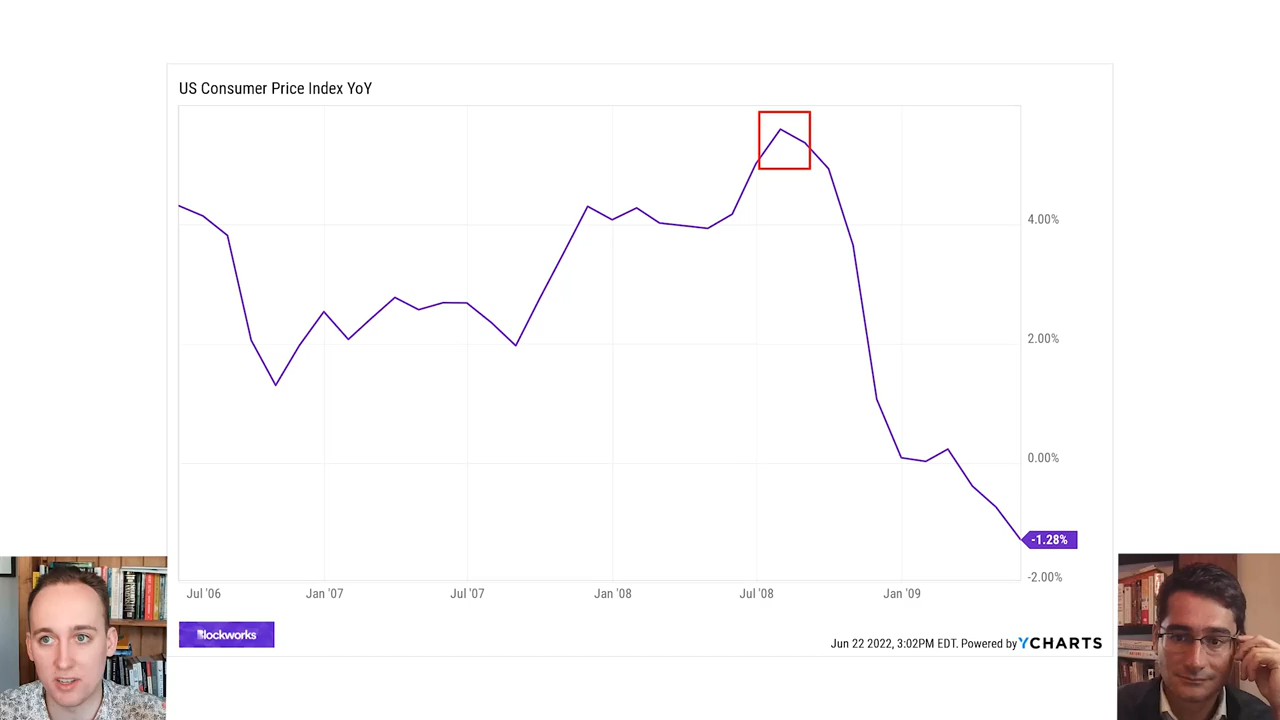 US Consumer Price Index YoY
4.00%
2.00%
0.00%
-1.28%
-2.00%
Jul '06 Jan '07 Jul '07 Jan '08 Jul '08 Jan '09
Blockworks
Jun 22 2022, 3:02PM EDT. Powered by YCHARTS